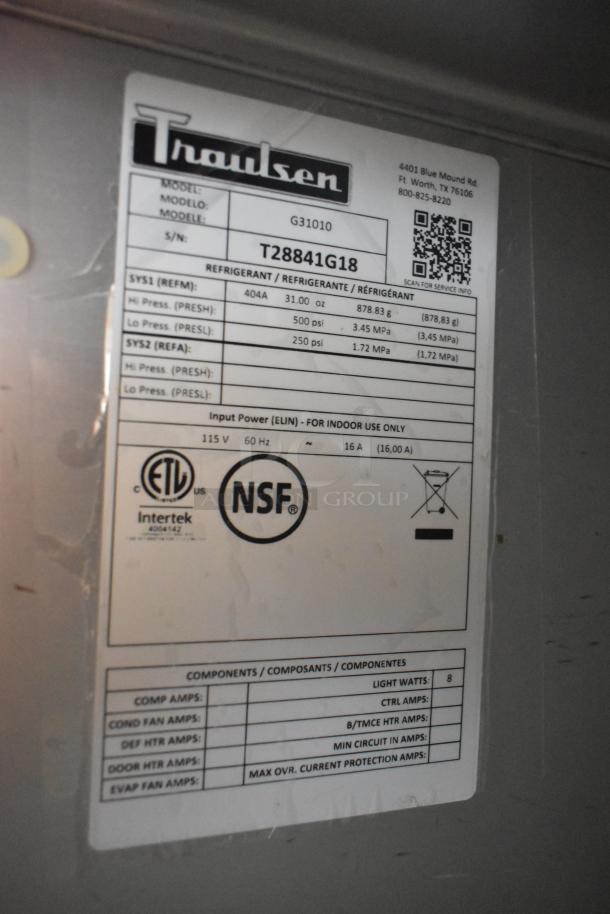 Traulsen
4401 Blue Mound Rd.
Ft. Worth, TX 76106
800-825-8220
MODEL:
MODELO:
MODELE:
G31010
S/N:
T28841G18
SCAN FOR SERVICE INFO
REFRIGERANT / REFRIGERANTE / RÉFRIGÉRANT
SYS1 (REFM): 404A 31.00 oz 878.83 g (878,83 g)
Hi Press. (PRESH): 500 psi 3.45 MPa (3,45 MPa)
Lo Press. (PRESL): 250 psi 1.72 MPa (1,72 MPa)
SYS2 (REFA):
Hi Press. (PRESH):
Lo Press. (PRESL):
Input Power (ELIN) - FOR INDOOR USE ONLY
115 V 60 Hz ~ 16 A (16,00 A)
C ETL US
LISTED
Intertek
4004142
NSF®
AUCTION GROUP
COMPONENTS / COMPOSANTS / COMPONENTES
COMP AMPS: LIGHT WATTS: 8
COND FAN AMPS: CTRL AMPS:
DEF HTR AMPS: B/TMCE HTR AMPS:
DOOR HTR AMPS: MIN CIRCUIT IN AMPS:
EVAP FAN AMPS: MAX OVR. CURRENT PROTECTION AMPS: